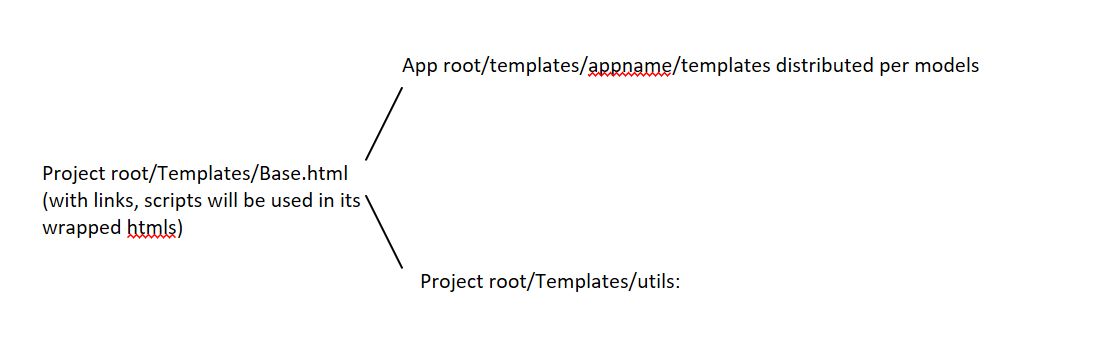 App root/templates/appname/templates distributed per models
Project root/Templates/Base.html
(with links, scripts will be used in its
wrapped htmls)
Project root/Templates/utils: